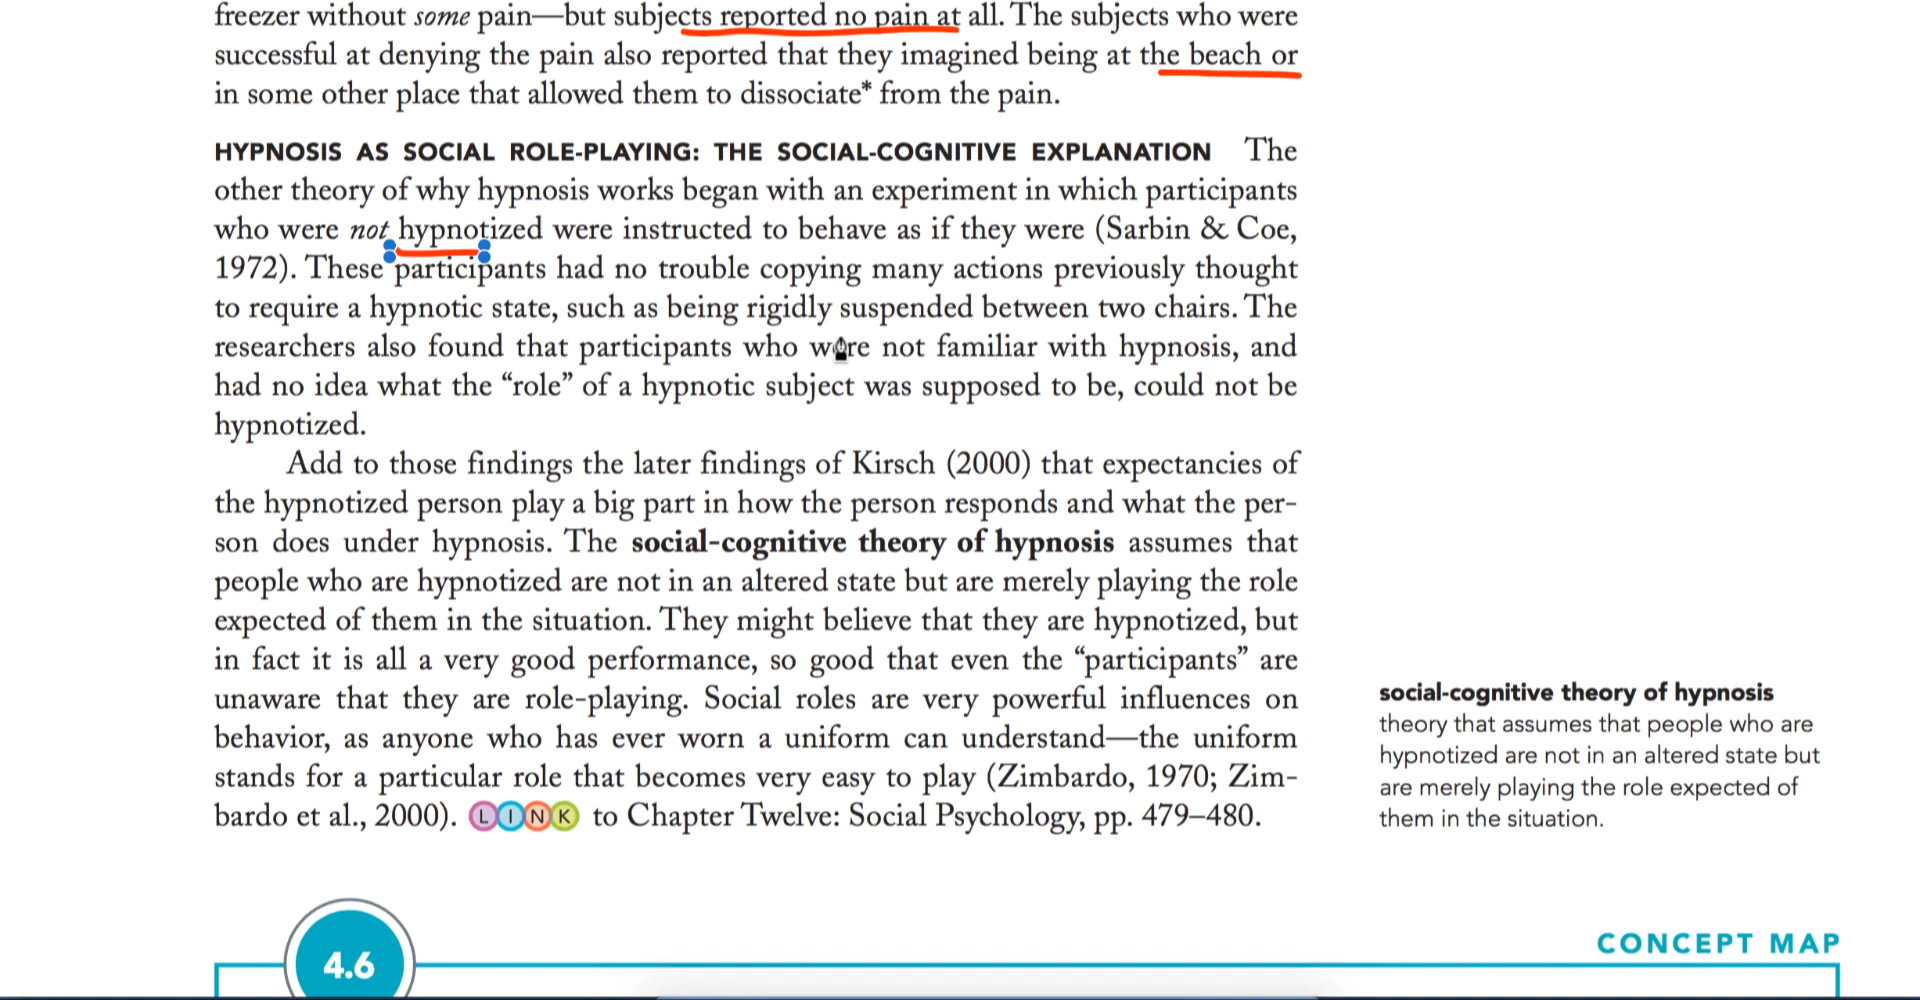 freezer without some pain—but subjects reported no pain at all. The subjects who were
successful at denying the pain also reported that they imagined being at the beach or
in some other place that allowed them to dissociate* from the pain.
HYPNOSIS AS SOCIAL ROLE-PLAYING: THE SOCIAL-COGNITIVE EXPLANATION The
other theory of why hypnosis works began with an experiment in which participants
who were not hypnotized were instructed to behave as if they were (Sarbin & Coe,
1972). These participants had no trouble copying many actions previously thought
to require a hypnotic state, such as being rigidly suspended between two chairs. The
researchers also found that participants who were not familiar with hypnosis, and
had no idea what the “role” of a hypnotic subject was supposed to be, could not be
hypnotized.
Add to those findings the later findings of Kirsch (2000) that expectancies of
the hypnotized person play a big part in how the person responds and what the per-
son does under hypnosis. The social-cognitive theory of hypnosis assumes that
people who are hypnotized are not in an altered state but are merely playing the role
expected of them in the situation. They might believe that they are hypnotized, but
in fact it is all a very good performance, so good that even the “participants” are
unaware that they are role-playing. Social roles are very powerful influences on
behavior, as anyone who has ever worn a uniform can understand—the uniform
stands for a particular role that becomes very easy to play (Zimbardo, 1970; Zim-
bardo et al., 2000). LINK to Chapter Twelve: Social Psychology, pp. 479–480.
social-cognitive theory of hypnosis
theory that assumes that people who are
hypnotized are not in an altered state but
are merely playing the role expected of
them in the situation.
4.6
CONCEPT MAP